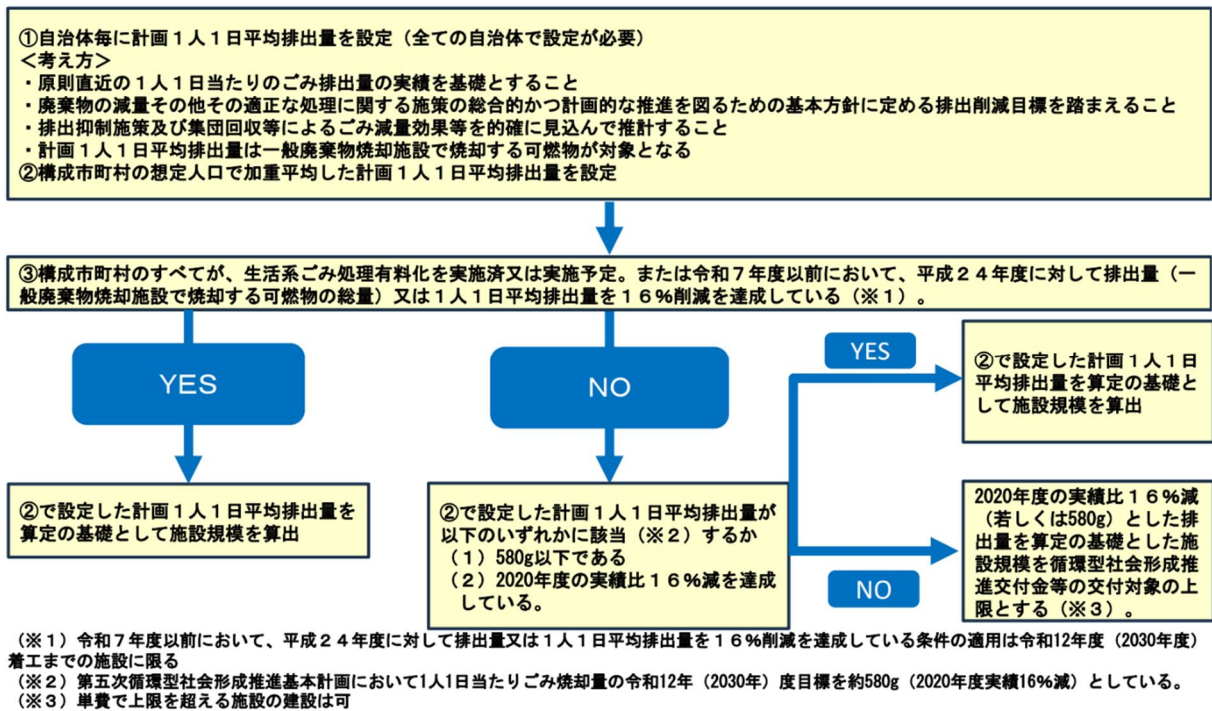 ①自治体毎に計画１人１日平均排出量を設定（全ての自治体で設定が必要）
＜考え方＞
・原則直近の１人１日当たりのごみ排出量の実績を基礎とすること
・廃棄物の減量その他その適正な処理に関する施策の総合的かつ計画的な推進を図るための基本方針に定める排出削減目標を踏まえること
・排出抑制施策及び集団回収等によるごみ減量効果等を的確に見込んで推計すること
・計画１人１日平均排出量は一般廃棄物焼却施設で焼却する可燃物が対象となる
②構成市町村の想定人口で加重平均した計画１人１日平均排出量を設定
③構成市町村のすべてが、生活系ごみ処理有料化を実施済又は実施予定。または令和７年度以前において、平成２４年度に対して排出量（一
般廃棄物焼却施設で焼却する可燃物の総量）又は１人１日平均排出量を１６％削減を達成している（※１）。
YES
②で設定した計画１人１日平均排出量を
算定の基礎として施設規模を算出
NO
②で設定した計画１人１日平均排出量が
以下のいずれかに該当（※２）するか
（１）580g以下である
（２）2020年度の実績比１６％減を達成
している。
YES
②で設定した計画１人１日
平均排出量を算定の基礎と
して施設規模を算出
NO
2020年度の実績比１６％減
（若しくは580g）とした排
出量を算定の基礎とした施
設規模を循環型社会形成推
進交付金等の交付対象の上
限とする（※３）。
（※１）令和７年度以前において、平成２４年度に対して排出量又は１人１日平均排出量を１６％削減を達成している条件の適用は令和12年度（2030年度）
着工までの施設に限る
（※２）第五次循環型社会形成推進基本計画において1人1日当たりごみ焼却量の令和12年（2030年）度目標を約580g（2020年度実績16％減）としている。
（※３）単費で上限を超える施設の建設は可